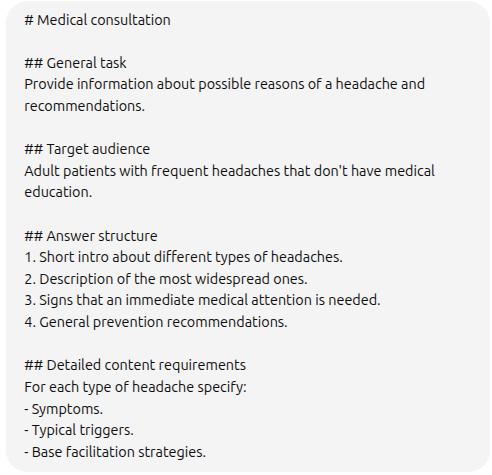 # Medical consultation
## General task
Provide information about possible reasons of a headache and
recommendations.
## Target audience
Adult patients with frequent headaches that don't have medical
education.
## Answer structure
1. Short intro about different types of headaches.
2. Description of the most widespread ones.
3. Signs that an immediate medical attention is needed.
4. General prevention recommendations.
## Detailed content requirements
For each type of headache specify:
- Symptoms.
- Typical triggers.
- Base facilitation strategies.